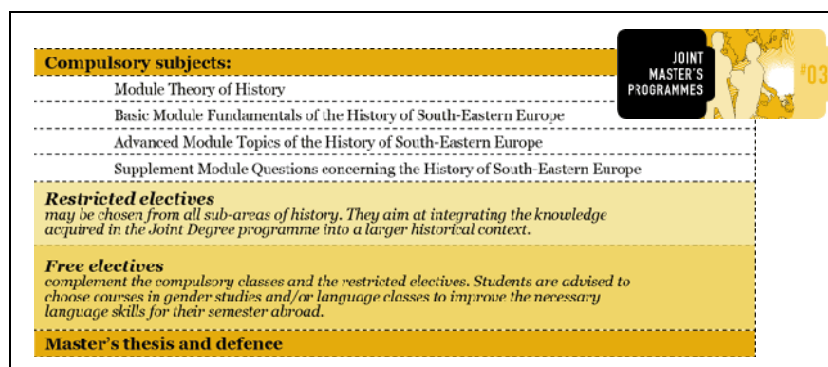 Compulsory subjects:
JOINT
MASTER'S
PROGRAMMES
#03
Module Theory of History
Basic Module Fundamentals of the History of South-Eastern Europe
Advanced Module Topics of the History of South-Eastern Europe
Supplement Module Questions concerning the History of South-Eastern Europe
Restricted electives
may be chosen from all sub-areas of history. They aim at integrating the knowledge
acquired in the Joint Degree programme into a larger historical context.
Free electives
complement the compulsory classes and the restricted electives. Students are advised to
choose courses in gender studies and/or language classes to improve the necessary
language skills for their semester abroad.
Master's thesis and defence